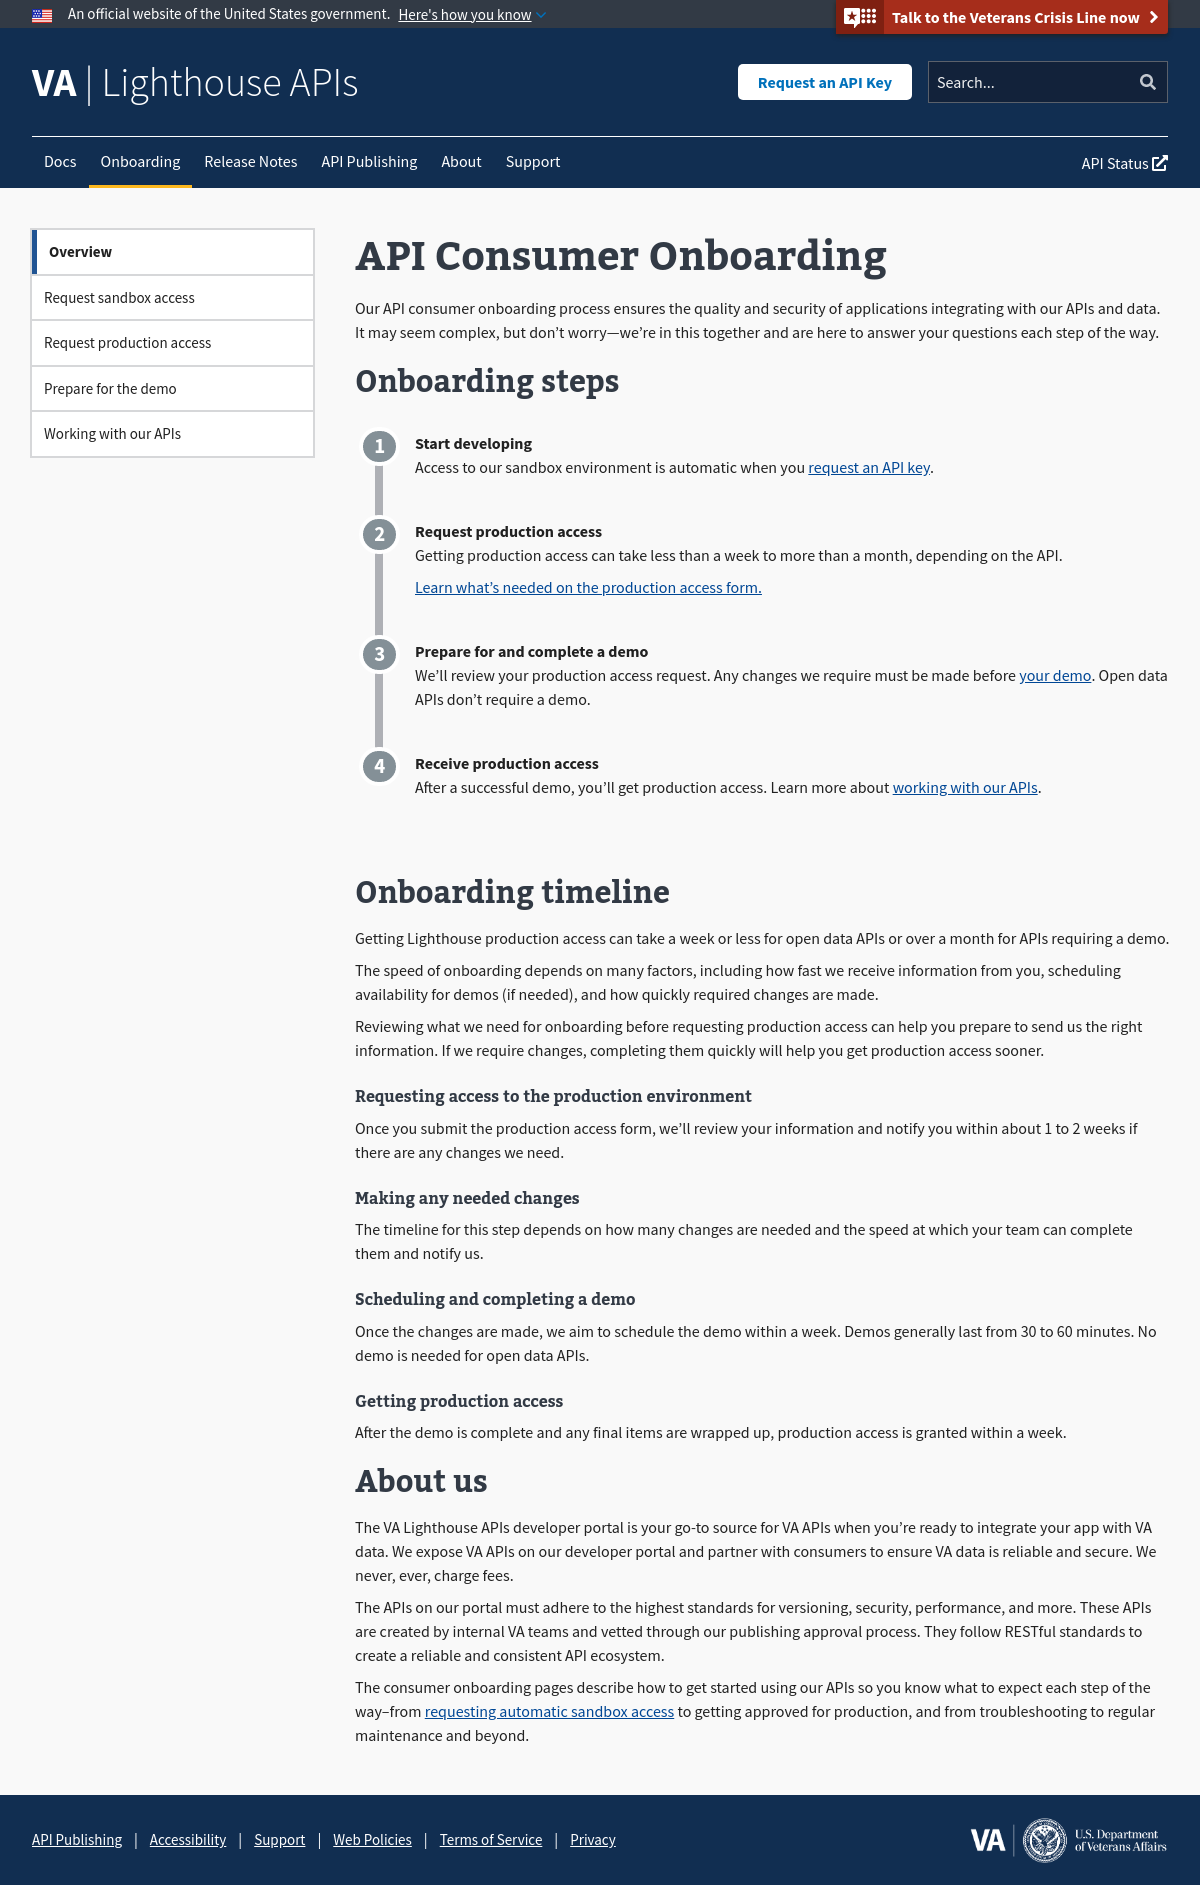 An official website of the United States government. Here's how you know
Talk to the Veterans Crisis Line now
VA | Lighthouse APIs
Request an API Key
Search...
Docs Onboarding Release Notes API Publishing About Support
API Status
Overview
Request sandbox access
Request production access
Prepare for the demo
Working with our APIs
API Consumer Onboarding
Our API consumer onboarding process ensures the quality and security of applications integrating with our APIs and data.
It may seem complex, but don’t worry—we’re in this together and are here to answer your questions each step of the way.
Onboarding steps
1 Start developing
Access to our sandbox environment is automatic when you request an API key.
2 Request production access
Getting production access can take less than a week to more than a month, depending on the API.
Learn what’s needed on the production access form.
3 Prepare for and complete a demo
We’ll review your production access request. Any changes we require must be made before your demo. Open data
APIs don’t require a demo.
4 Receive production access
After a successful demo, you’ll get production access. Learn more about working with our APIs.
Onboarding timeline
Getting Lighthouse production access can take a week or less for open data APIs or over a month for APIs requiring a demo.
The speed of onboarding depends on many factors, including how fast we receive information from you, scheduling
availability for demos (if needed), and how quickly required changes are made.
Reviewing what we need for onboarding before requesting production access can help you prepare to send us the right
information. If we require changes, completing them quickly will help you get production access sooner.
Requesting access to the production environment
Once you submit the production access form, we’ll review your information and notify you within about 1 to 2 weeks if
there are any changes we need.
Making any needed changes
The timeline for this step depends on how many changes are needed and the speed at which your team can complete
them and notify us.
Scheduling and completing a demo
Once the changes are made, we aim to schedule the demo within a week. Demos generally last from 30 to 60 minutes. No
demo is needed for open data APIs.
Getting production access
After the demo is complete and any final items are wrapped up, production access is granted within a week.
About us
The VA Lighthouse APIs developer portal is your go-to source for VA APIs when you’re ready to integrate your app with VA
data. We expose VA APIs on our developer portal and partner with consumers to ensure VA data is reliable and secure. We
never, ever, charge fees.
The APIs on our portal must adhere to the highest standards for versioning, security, performance, and more. These APIs
are created by internal VA teams and vetted through our publishing approval process. They follow RESTful standards to
create a reliable and consistent API ecosystem.
The consumer onboarding pages describe how to get started using our APIs so you know what to expect each step of the
way–from requesting automatic sandbox access to getting approved for production, and from troubleshooting to regular
maintenance and beyond.
API Publishing | Accessibility | Support | Web Policies | Terms of Service | Privacy
VA
U.S. Department
of Veterans Affairs